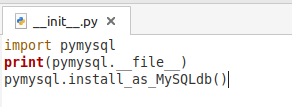 __init__.py
import pymysql
print(pymysql.__file__)
pymysql.install_as_MySQLdb()